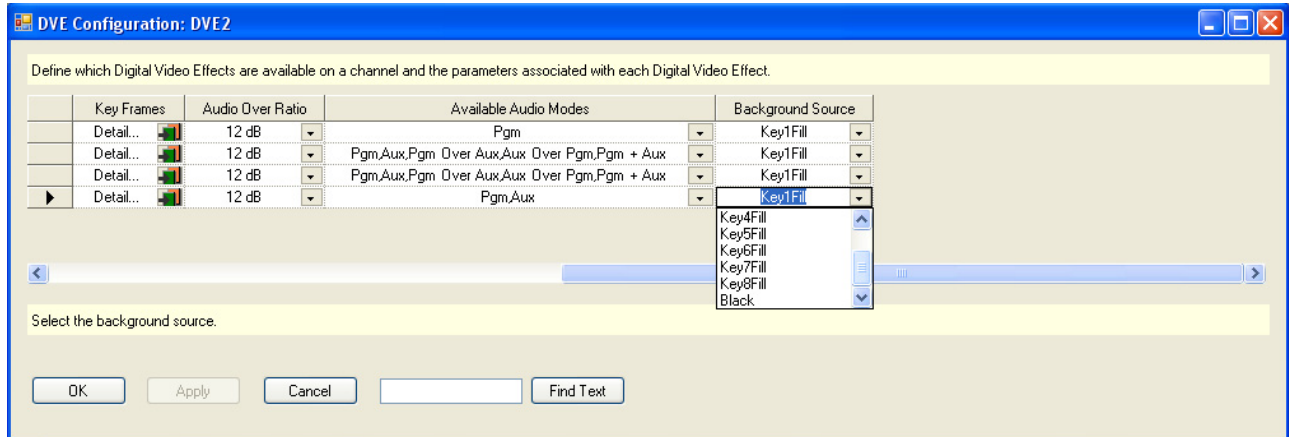 DVE Configuration: DVE2
Define which Digital Video Effects are available on a channel and the parameters associated with each Digital Video Effect.
Key Frames Audio Over Ratio Available Audio Modes Background Source
Detail... 12 dB Pgm Key1Fill
Detail... 12 dB Pgm,Aux,Pgm Over Aux,Aux Over Pgm,Pgm + Aux Key1Fill
Detail... 12 dB Pgm,Aux,Pgm Over Aux,Aux Over Pgm,Pgm + Aux Key1Fill
Detail... 12 dB Pgm,Aux Key1Fill
Key4Fill
Key5Fill
Key6Fill
Key7Fill
Key8Fill
Black
Select the background source.
OK Apply Cancel Find Text